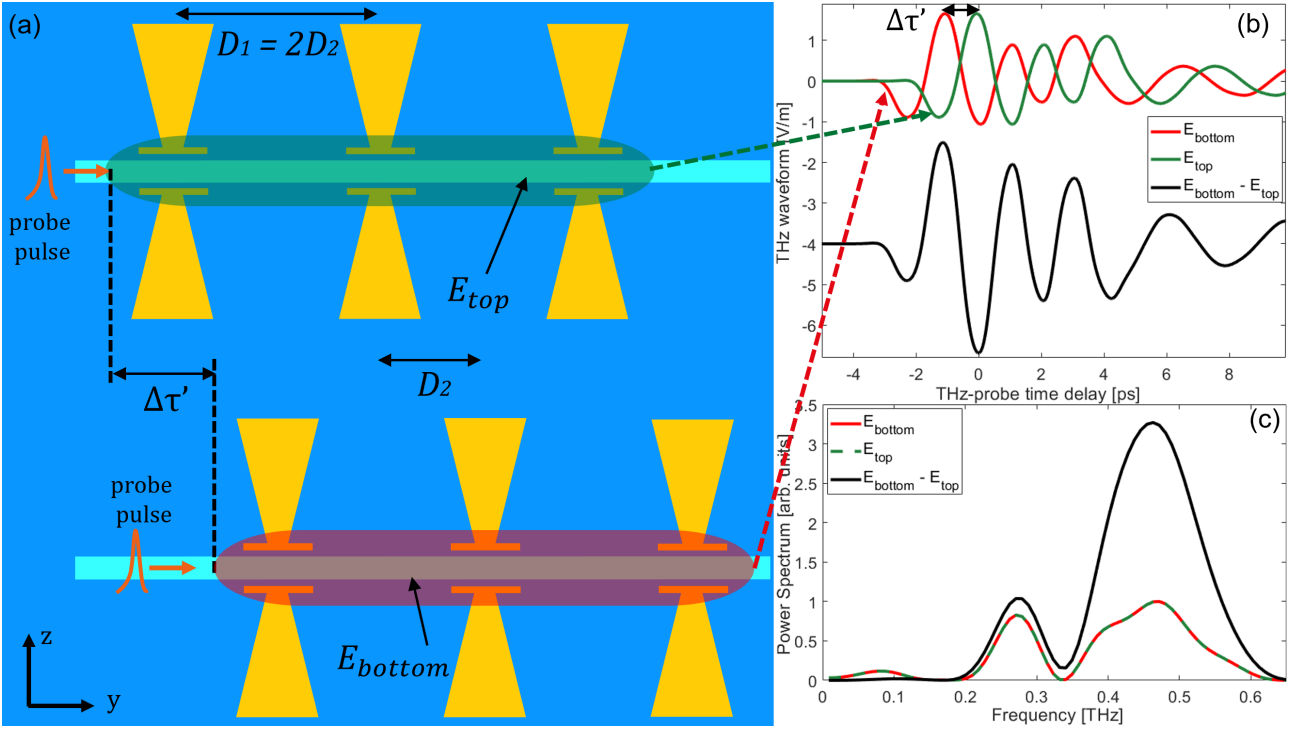 (a)
D1 = 2D2
probe
pulse
Etop
Δτ’
D2
probe
pulse
Ebottom
z
y
Δτ’
(b)
1
0
-1
-2
-3
-4
-5
-6
THz waveform [V/m]
Ebottom
Etop
Ebottom - Etop
-4 -2 0 2 4 6 8
THz-probe time delay [ps]
(c)
3.5
3
2.5
2
1.5
1
0.5
0
Power Spectrum [arb. units]
Ebottom
Etop
Ebottom - Etop
0 0.1 0.2 0.3 0.4 0.5 0.6
Frequency [THz]